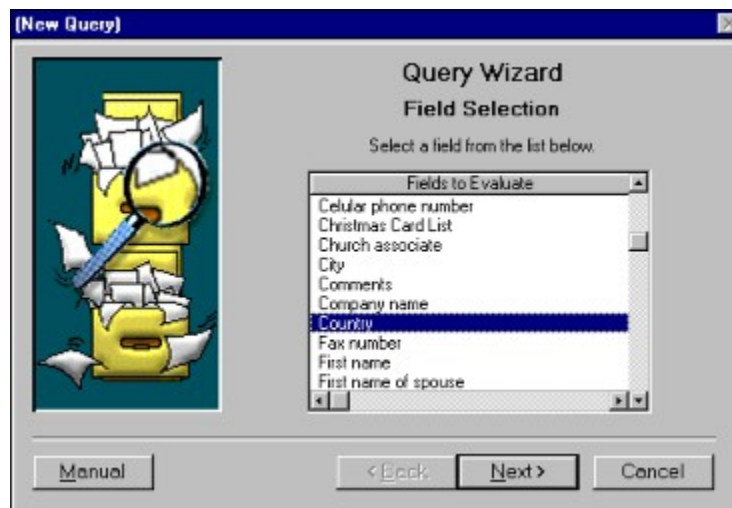 (New Query)
Query Wizard
Field Selection
Select a field from the list below.
Fields to Evaluate
Celular phone number
Christmas Card List
Church associate
City
Comments
Company name
Country
Fax number
First name
First name of spouse
Manual
< Back
Next >
Cancel